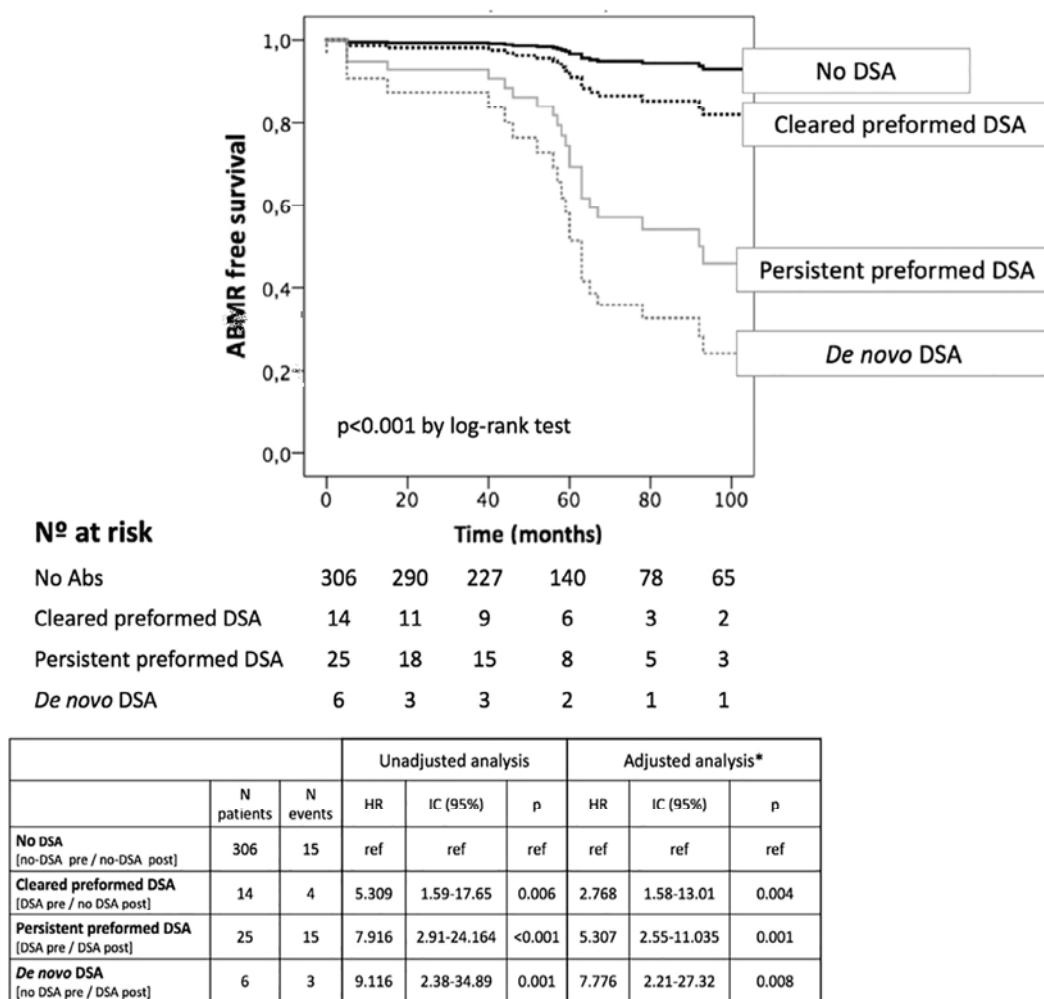 1,0
0,8
0,6
0,4
0,2
0,0
ABMR free survival
No DSA
Cleared preformed DSA
Persistent preformed DSA
De novo DSA
p<0.001 by log-rank test
0 20 40 60 80 100
Time (months)
Nº at risk
No Abs 306 290 227 140 78 65
Cleared preformed DSA 14 11 9 6 3 2
Persistent preformed DSA 25 18 15 8 5 3
De novo DSA 6 3 3 2 1 1
Unadjusted analysis Adjusted analysis*
N patients N events HR IC (95%) p HR IC (95%) p
No DSA 306 15 ref ref ref ref ref ref
[no-DSA pre / no-DSA post]
Cleared preformed DSA 14 4 5.309 1.59-17.65 0.006 2.768 1.58-13.01 0.004
[DSA pre / no DSA post]
Persistent preformed DSA 25 15 7.916 2.91-24.164 <0.001 5.307 2.55-11.035 0.001
[DSA pre / DSA post]
De novo DSA 6 3 9.116 2.38-34.89 0.001 7.776 2.21-27.32 0.008
[no DSA pre / DSA post]